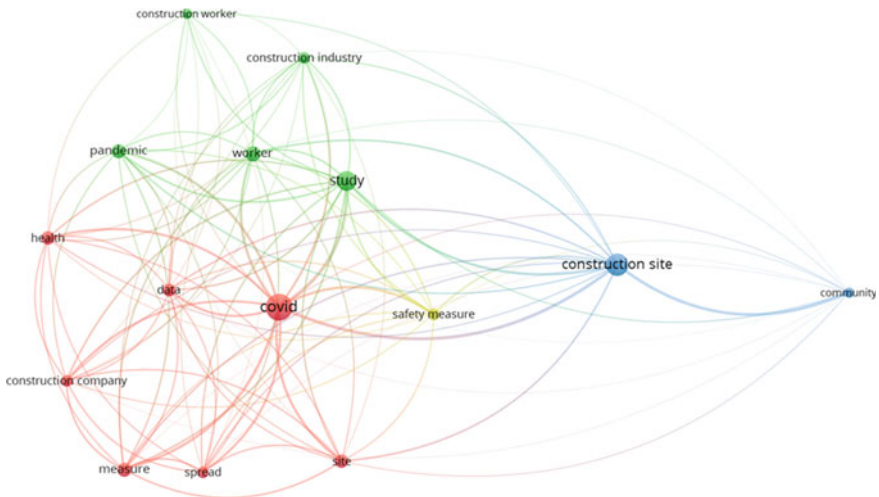 construction worker
construction industry
pandemic
worker
study
health
construction site
data
community
covid
safety measure
construction company
site
measure
spread